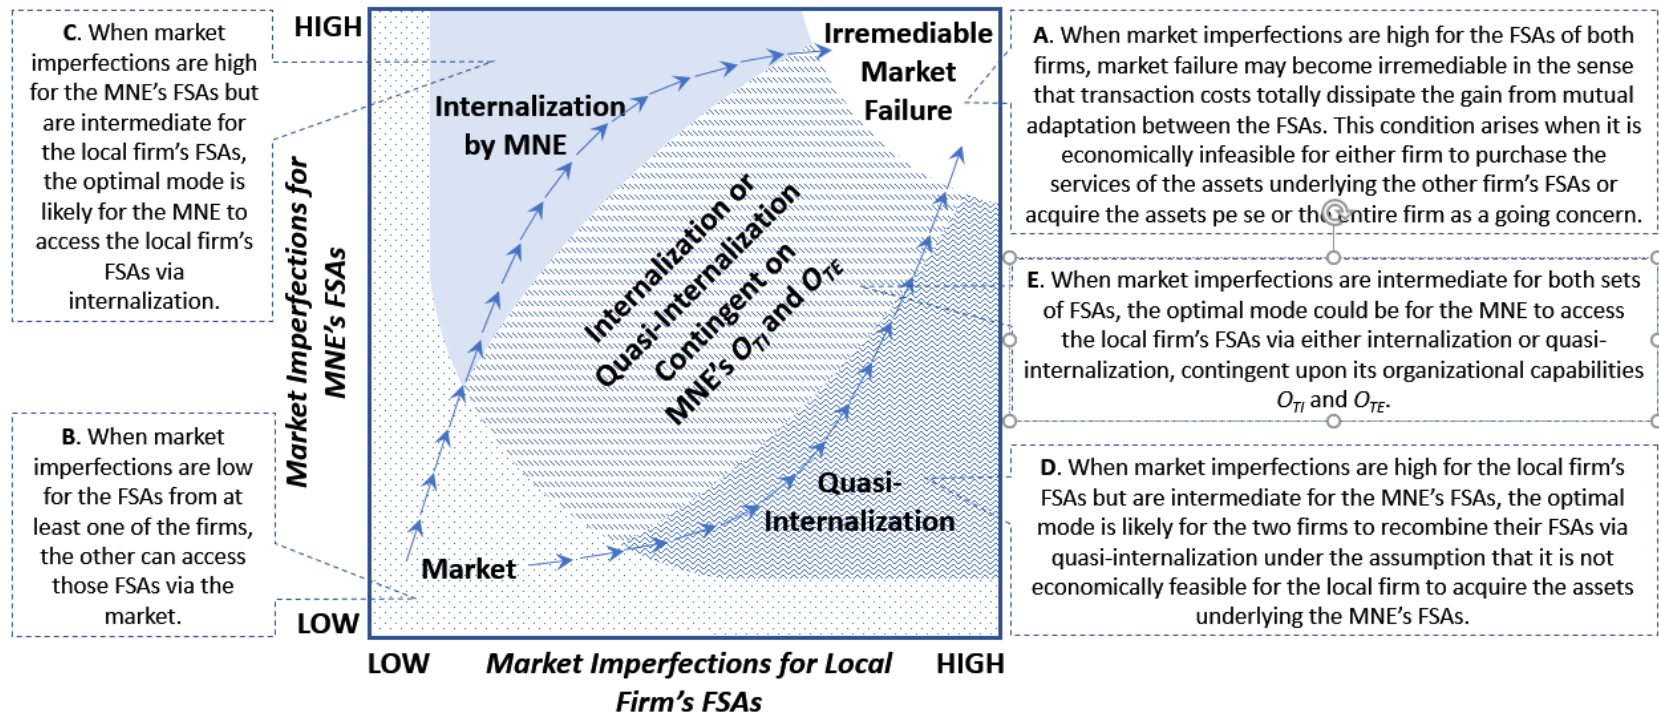 C. When market
imperfections are high
for the MNE's FSAs but
are intermediate for
the local firm's FSAs,
the optimal mode is
likely for the MNE to
access the local firm's
FSAs via
internalization.
B. When market
imperfections are low
for the FSAs from at
least one of the firms,
the other can access
those FSAs via the
market.
HIGH
Market Imperfections for
MNE's FSAs
LOW
Internalization
by MNE
Irremediable
Market
Failure
Internalization or
Quasi-Internalization
Contingent on
MNE's OTI and OTE
Quasi-
Internalization
Market
LOW
Market Imperfections for Local
Firm's FSAs
HIGH
A. When market imperfections are high for the FSAs of both
firms, market failure may become irremediable in the sense
that transaction costs totally dissipate the gain from mutual
adaptation between the FSAs. This condition arises when it is
economically infeasible for either firm to purchase the
services of the assets underlying the other firm's FSAs or
acquire the assets pe se or the entire firm as a going concern.
E. When market imperfections are intermediate for both sets
of FSAs, the optimal mode could be for the MNE to access
the local firm's FSAs via either internalization or quasi-
internalization, contingent upon its organizational capabilities
OTI and OTE.
D. When market imperfections are high for the local firm's
FSAs but are intermediate for the MNE's FSAs, the optimal
mode is likely for the two firms to recombine their FSAs via
quasi-internalization under the assumption that it is not
economically feasible for the local firm to acquire the assets
underlying the MNE's FSAs.